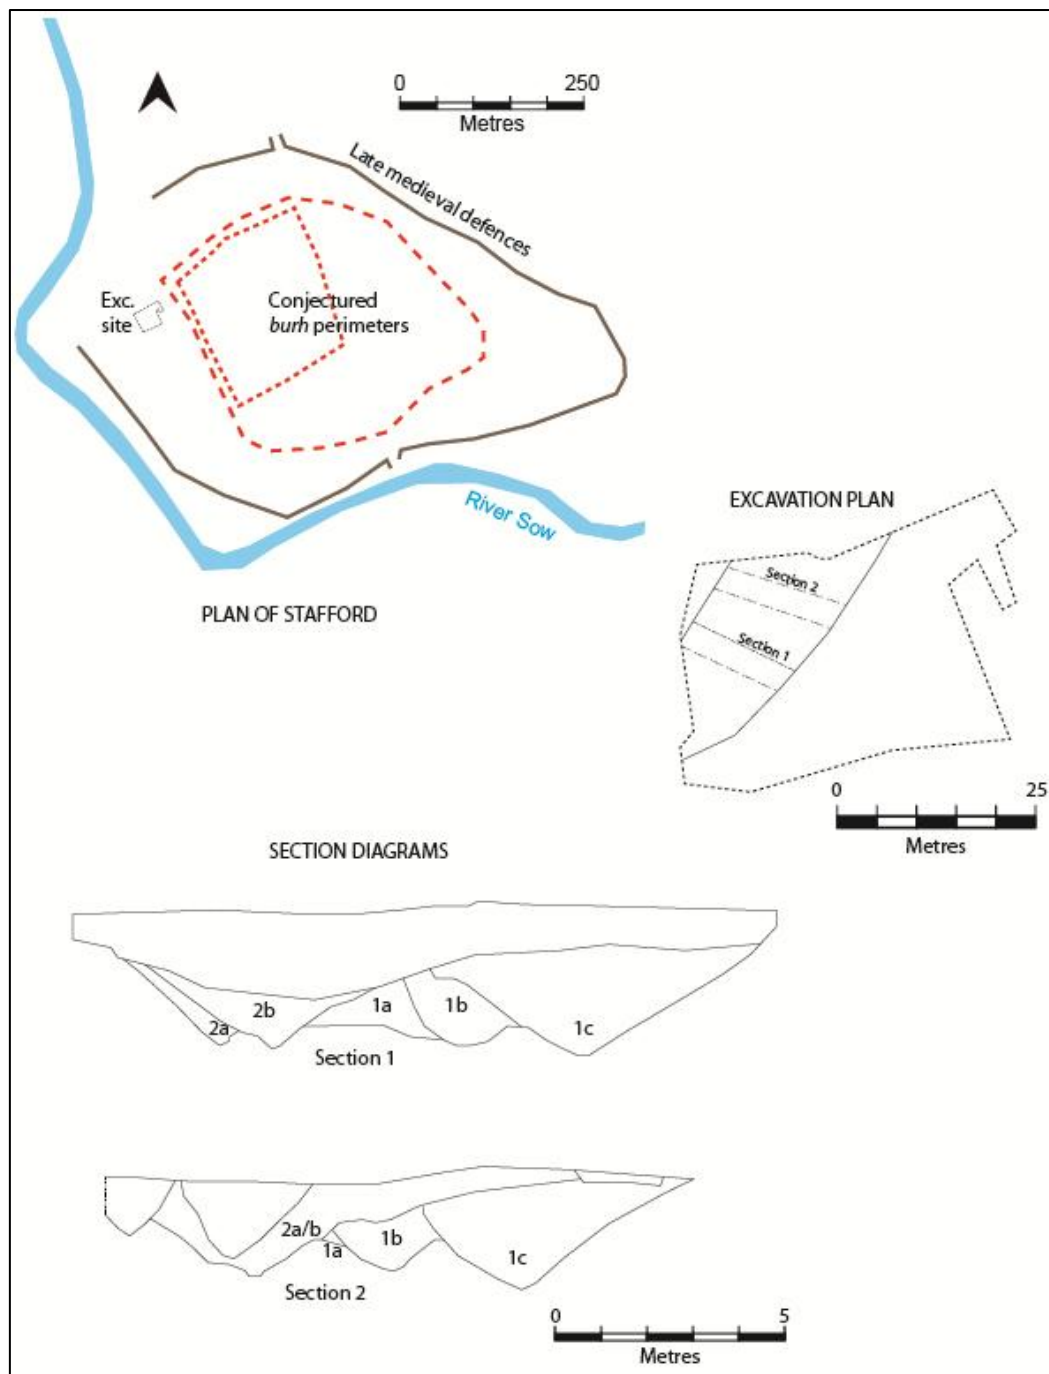 0 250
Metres
Late medieval defences
Exc.
site
Conjectured
burh perimeters
River Sow
PLAN OF STAFFORD
EXCAVATION PLAN
Section 2
Section 1
0 25
Metres
SECTION DIAGRAMS
2a
2b
1a
1b
1c
Section 1
2a/b
1a
1b
1c
Section 2
0 5
Metres